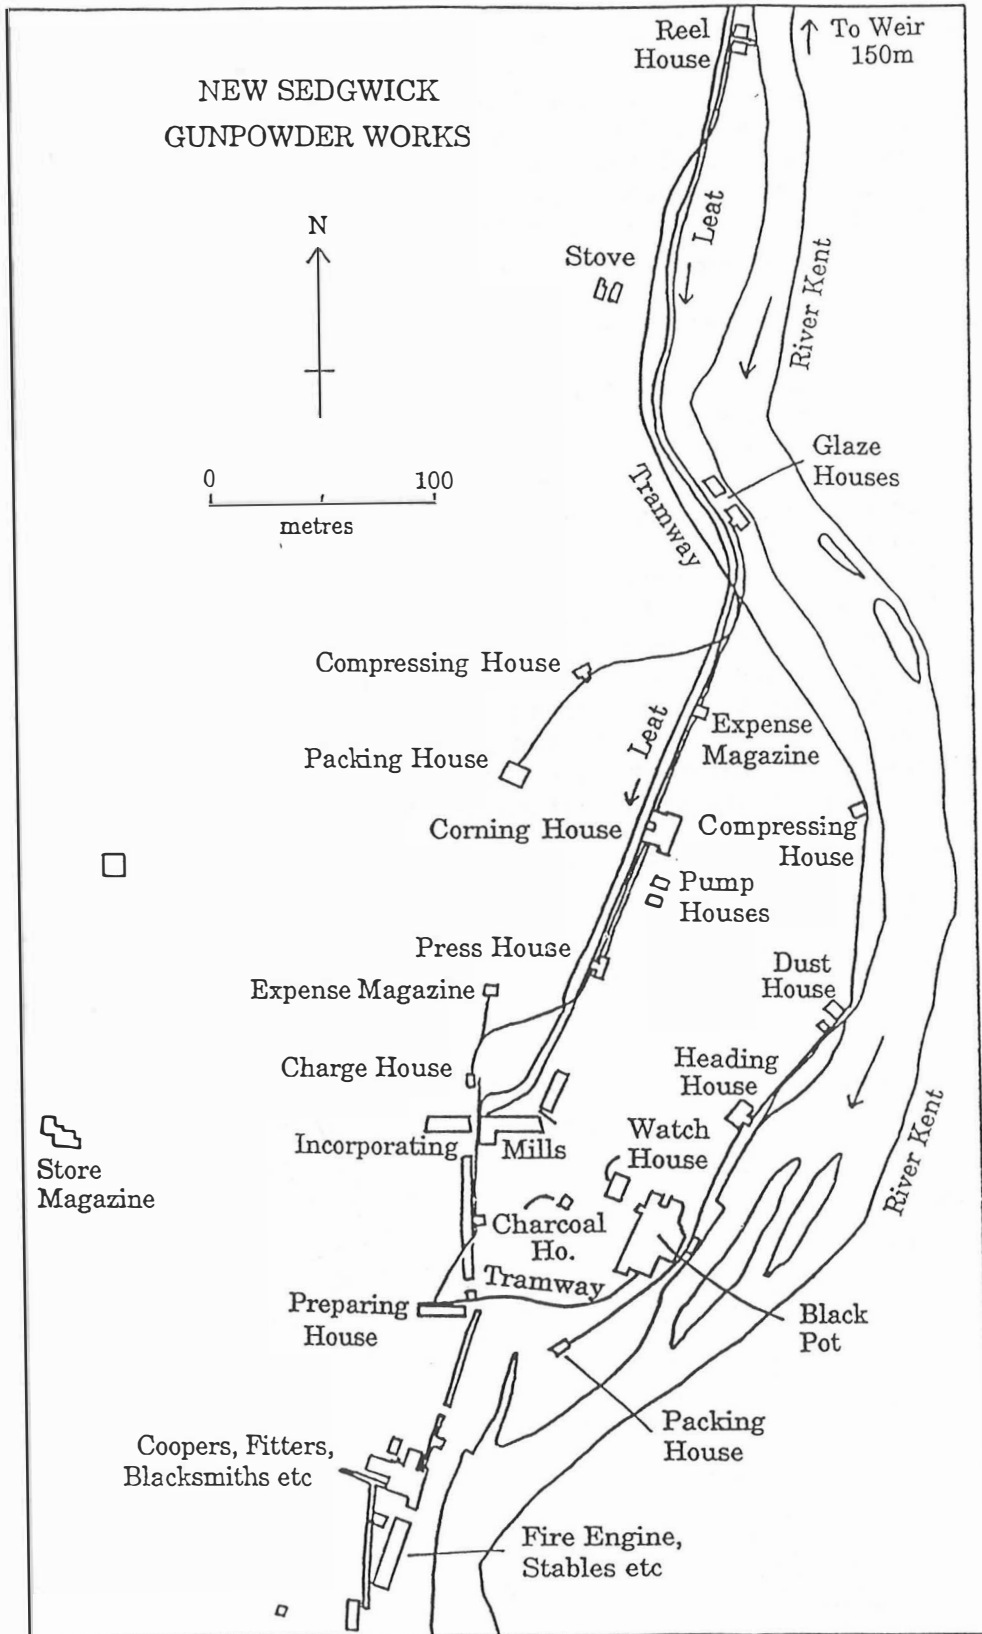 NEW SEDGWICK
GUNPOWDER WORKS
Reel
House
To Weir
150m
N
Leat
River Kent
Stove
0 100
metres
Glaze
Houses
Tramway
Compressing House
Leat
Expense
Magazine
Packing House
Corning House
Compressing
House
Pump
Houses
Press House
Dust
House
Expense Magazine
Charge House
Heading
House
Incorporating Mills
Watch
House
River Kent
Store
Magazine
Charcoal
Ho.
Tramway
Preparing
House
Black
Pot
Packing
House
Coopers, Fitters,
Blacksmiths etc
Fire Engine,
Stables etc